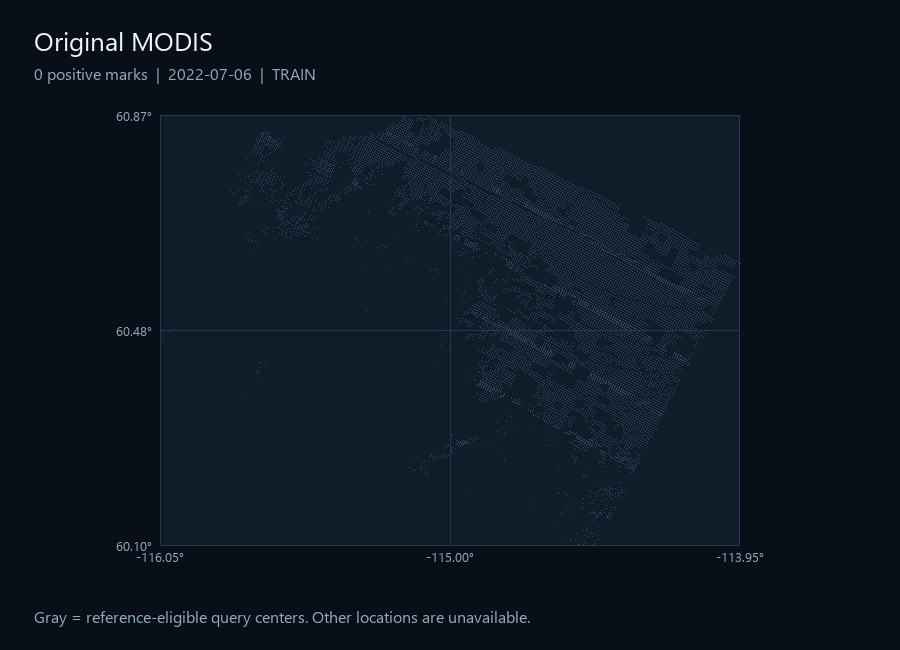 Original MODIS
0 positive marks | 2022-07-06 | TRAIN
60.87°
60.48°
60.10°
-116.05°
-115.00°
-113.95°
Gray = reference-eligible query centers. Other locations are unavailable.